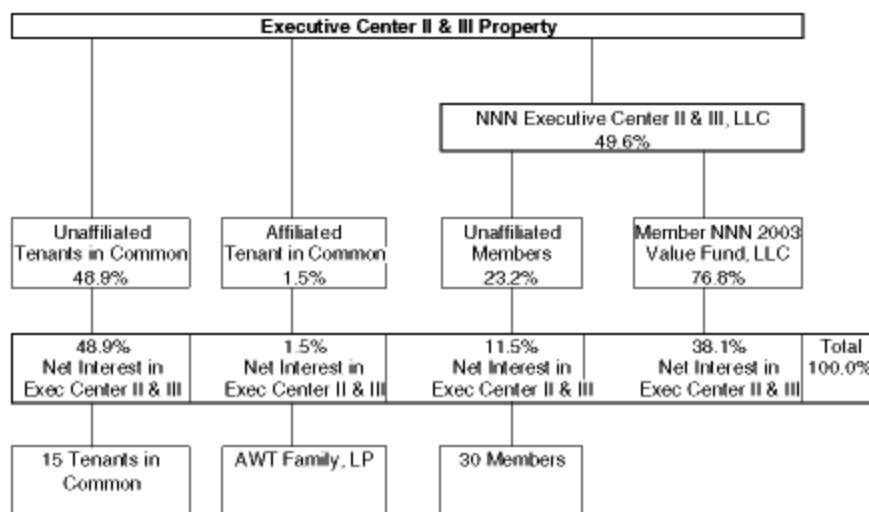 Executive Center II & III Property
NNN Executive Center II & III, LLC
49.6%
Unaffiliated
Tenants in Common
48.9%
Affiliated
Tenant in Common
1.5%
Unaffiliated
Members
23.2%
Member NNN 2003
Value Fund, LLC
76.8%
48.9%
Net Interest in
Exec Center II & III
1.5%
Net Interest in
Exec Center II & III
11.5%
Net Interest in
Exec Center II & III
38.1%
Net Interest in
Exec Center II & III
Total
100.0%
15 Tenants in
Common
AWT Family, LP
30 Members